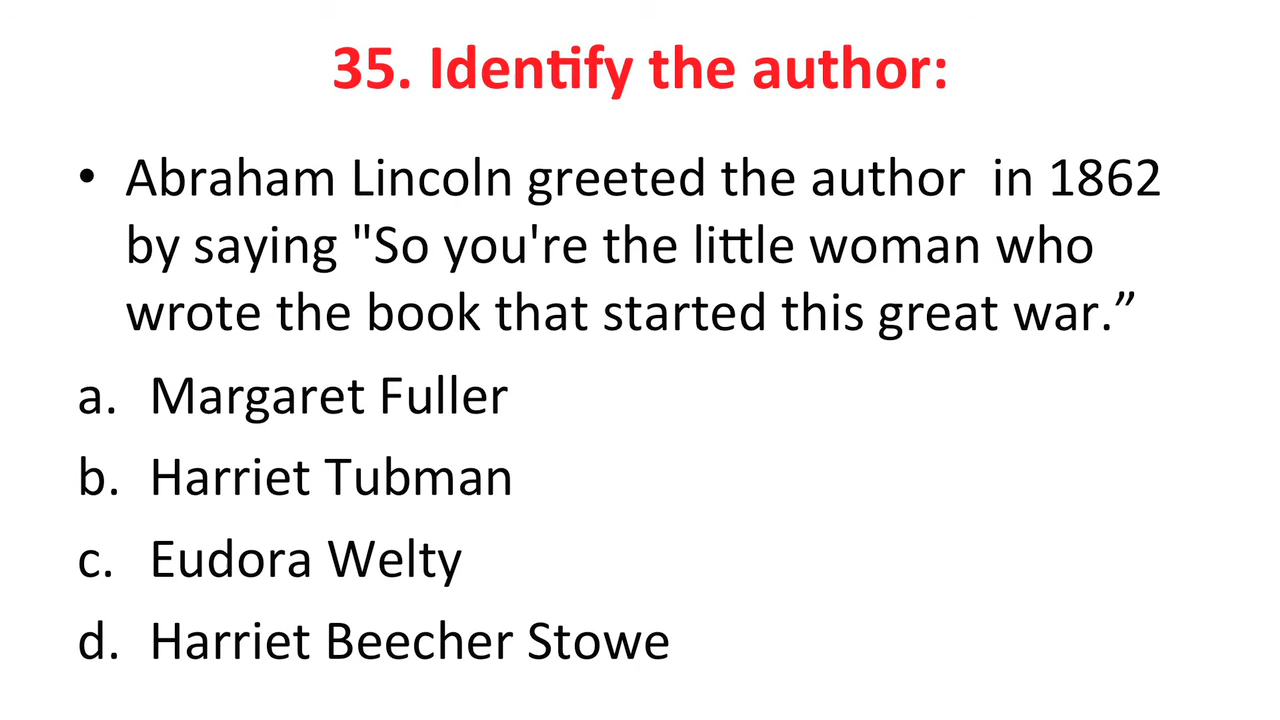 35. Identify the author:
• Abraham Lincoln greeted the author  in 1862
by saying "So you're the little woman who
wrote the book that started this great war.”
a. Margaret Fuller
b. Harriet Tubman
c. Eudora Welty
d. Harriet Beecher Stowe